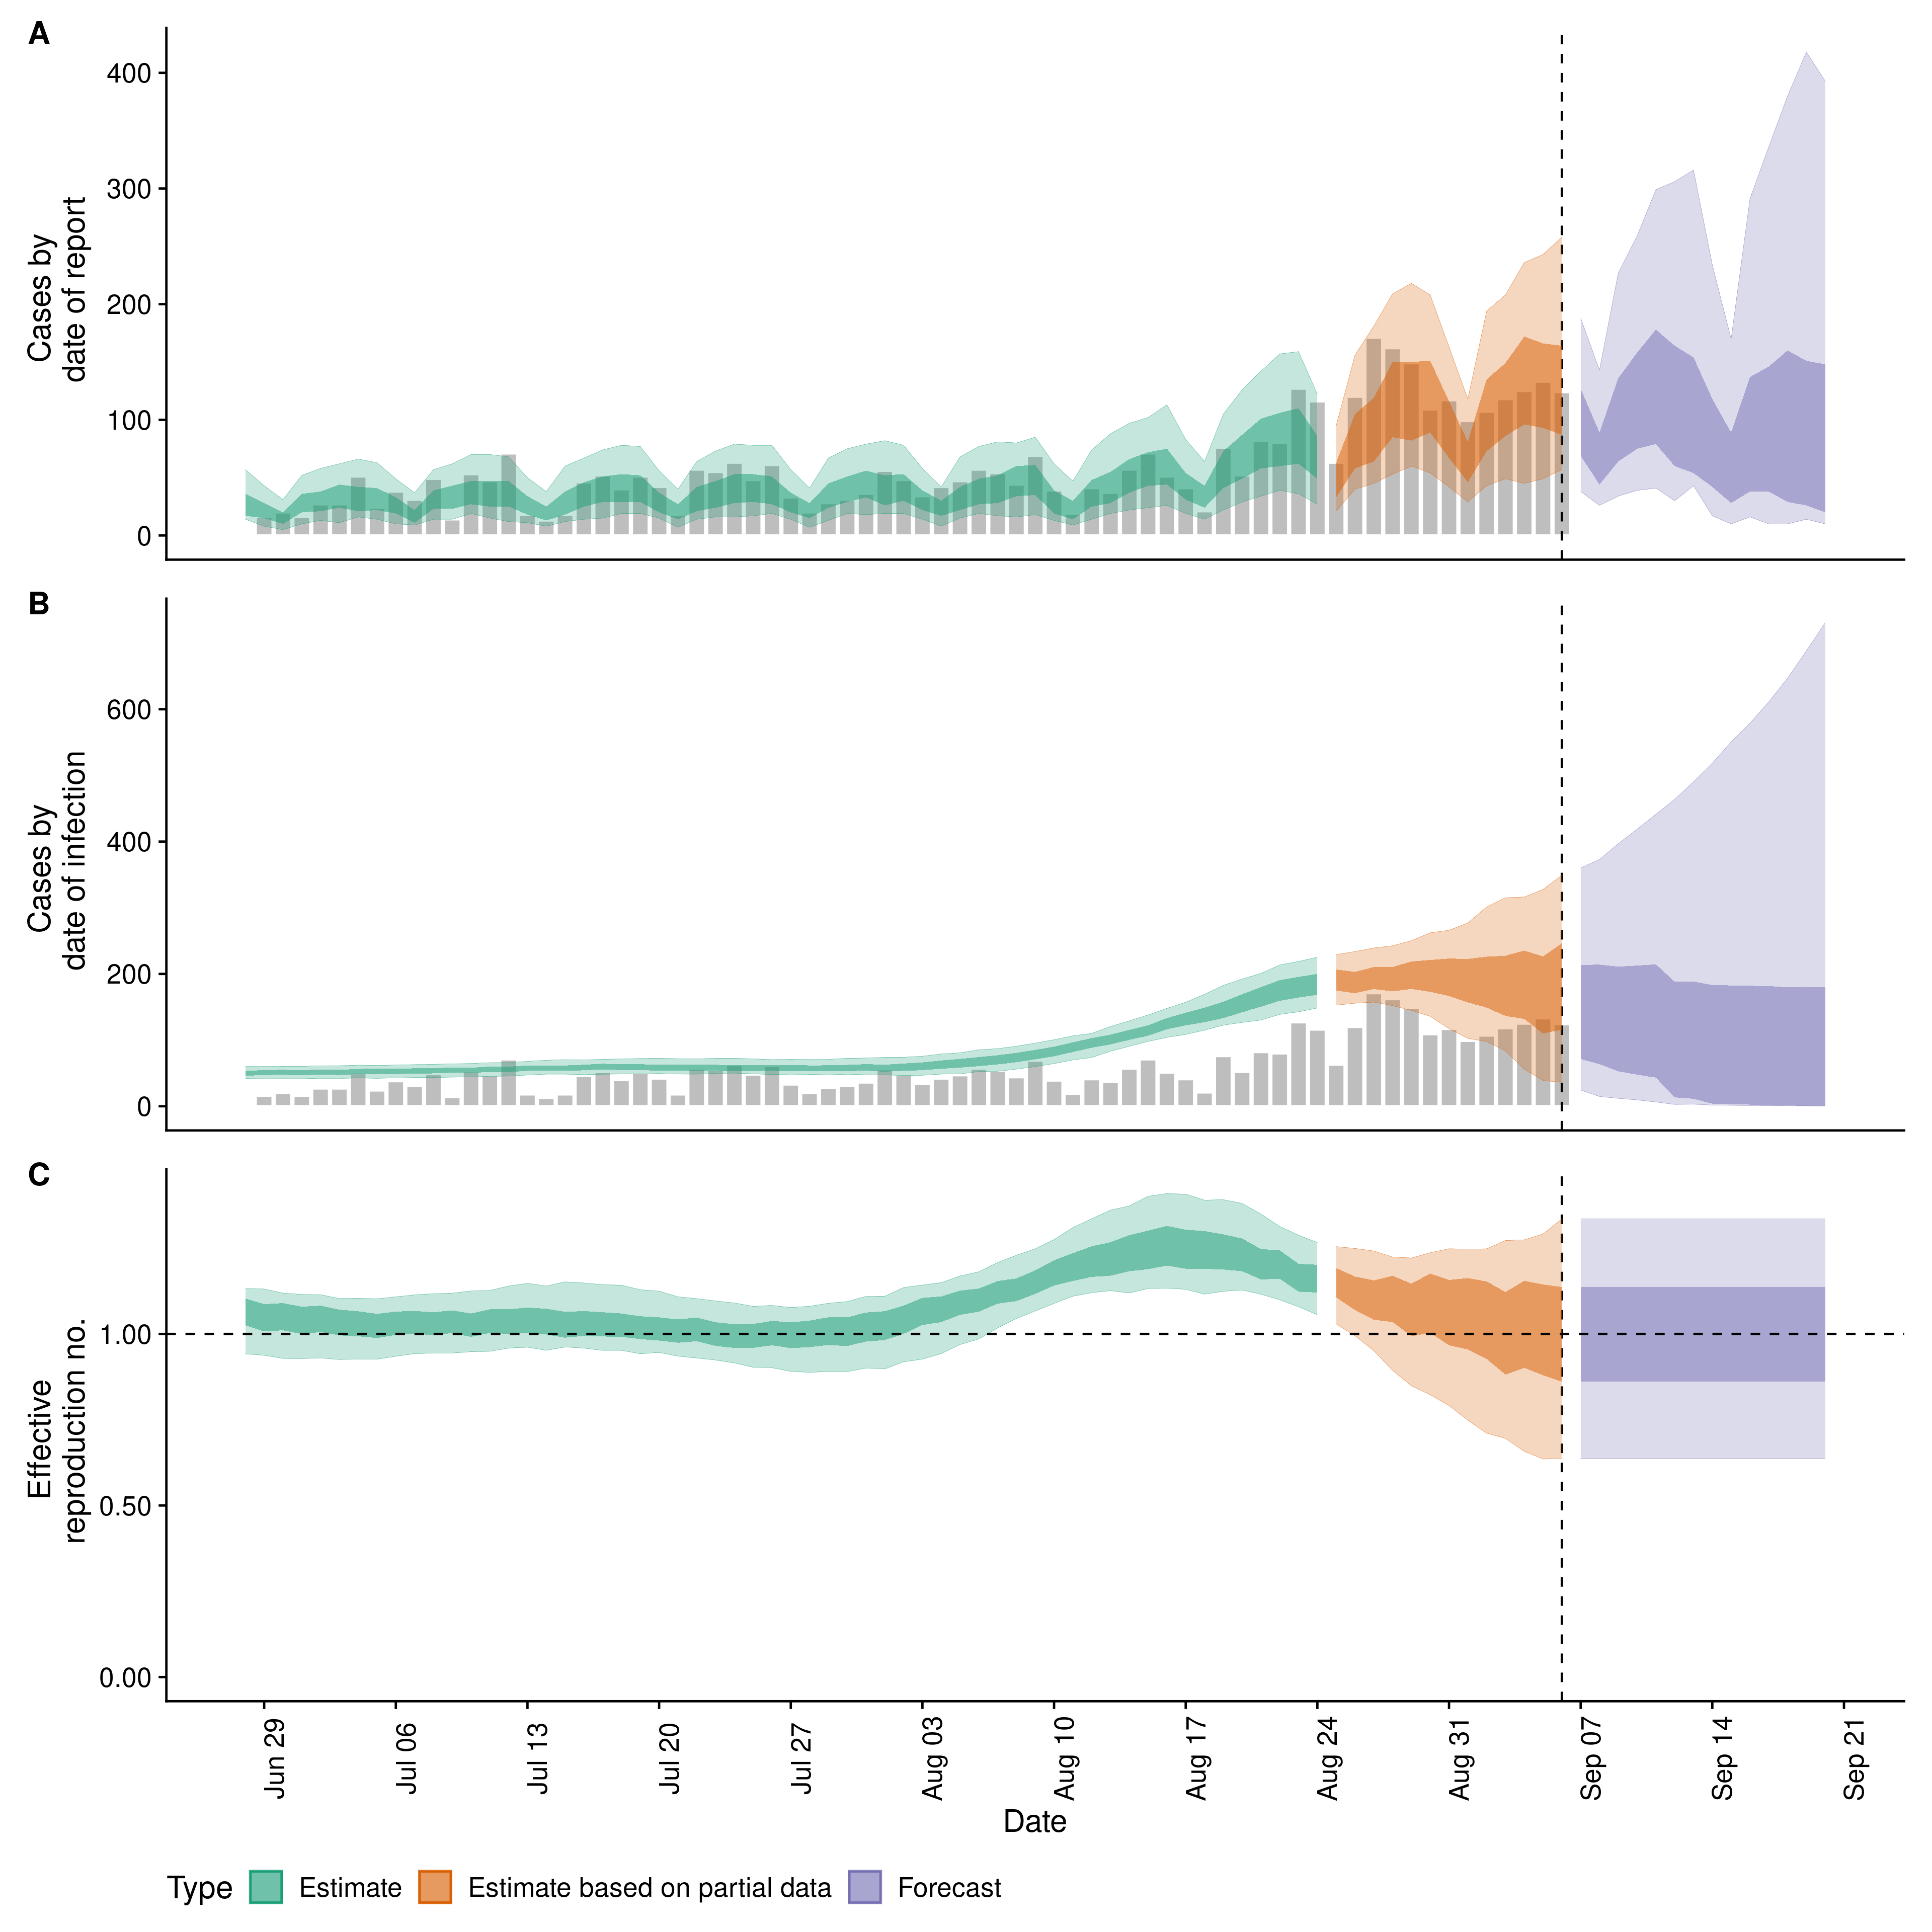 A
Cases by
date of report
400
300
200
100
0
B
Cases by
date of infection
600
400
200
0
C
Effective
reproduction no.
1.00
0.50
0.00
Jun 29
Jul 06
Jul 13
Jul 20
Jul 27
Aug 03
Aug 10
Aug 17
Aug 24
Aug 31
Sep 07
Sep 14
Sep 21
Date
Type Estimate Estimate based on partial data Forecast